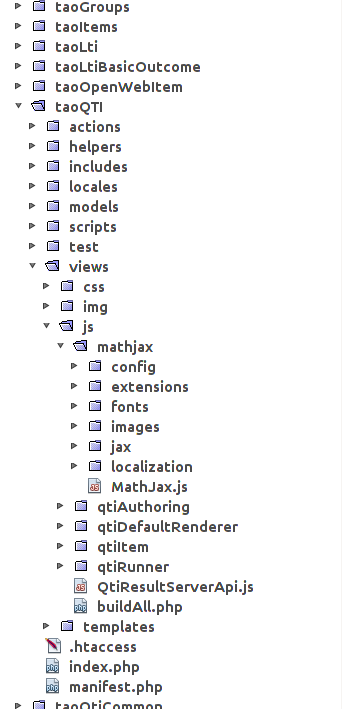 taoGroups
taoItems
taoLti
taoLtiBasicOutcome
taoOpenWebItem
taoQTI
actions
helpers
includes
locales
models
scripts
test
views
css
img
js
mathjax
config
extensions
fonts
images
jax
localization
MathJax.js
qtiAuthoring
qtiDefaultRenderer
qtiItem
qtiRunner
QtiResultServerApi.js
buildAll.php
templates
.htaccess
index.php
manifest.php
taoQtiCommon